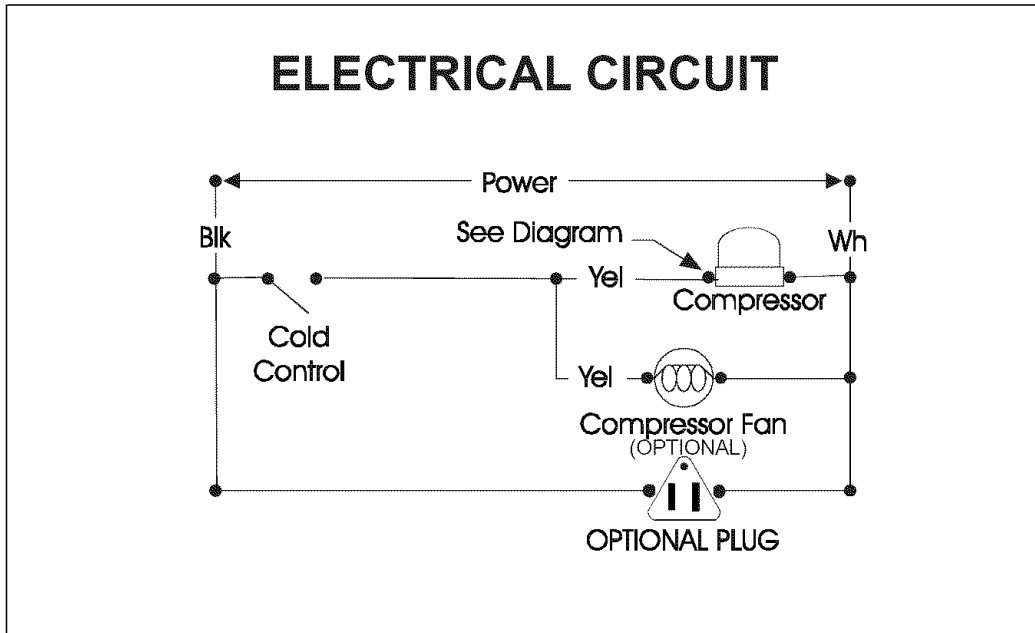 ELECTRICAL CIRCUIT
Power
Blk
See Diagram
Wh
Yel
Compressor
Cold
Control
Yel
Compressor Fan
(OPTIONAL)
OPTIONAL PLUG